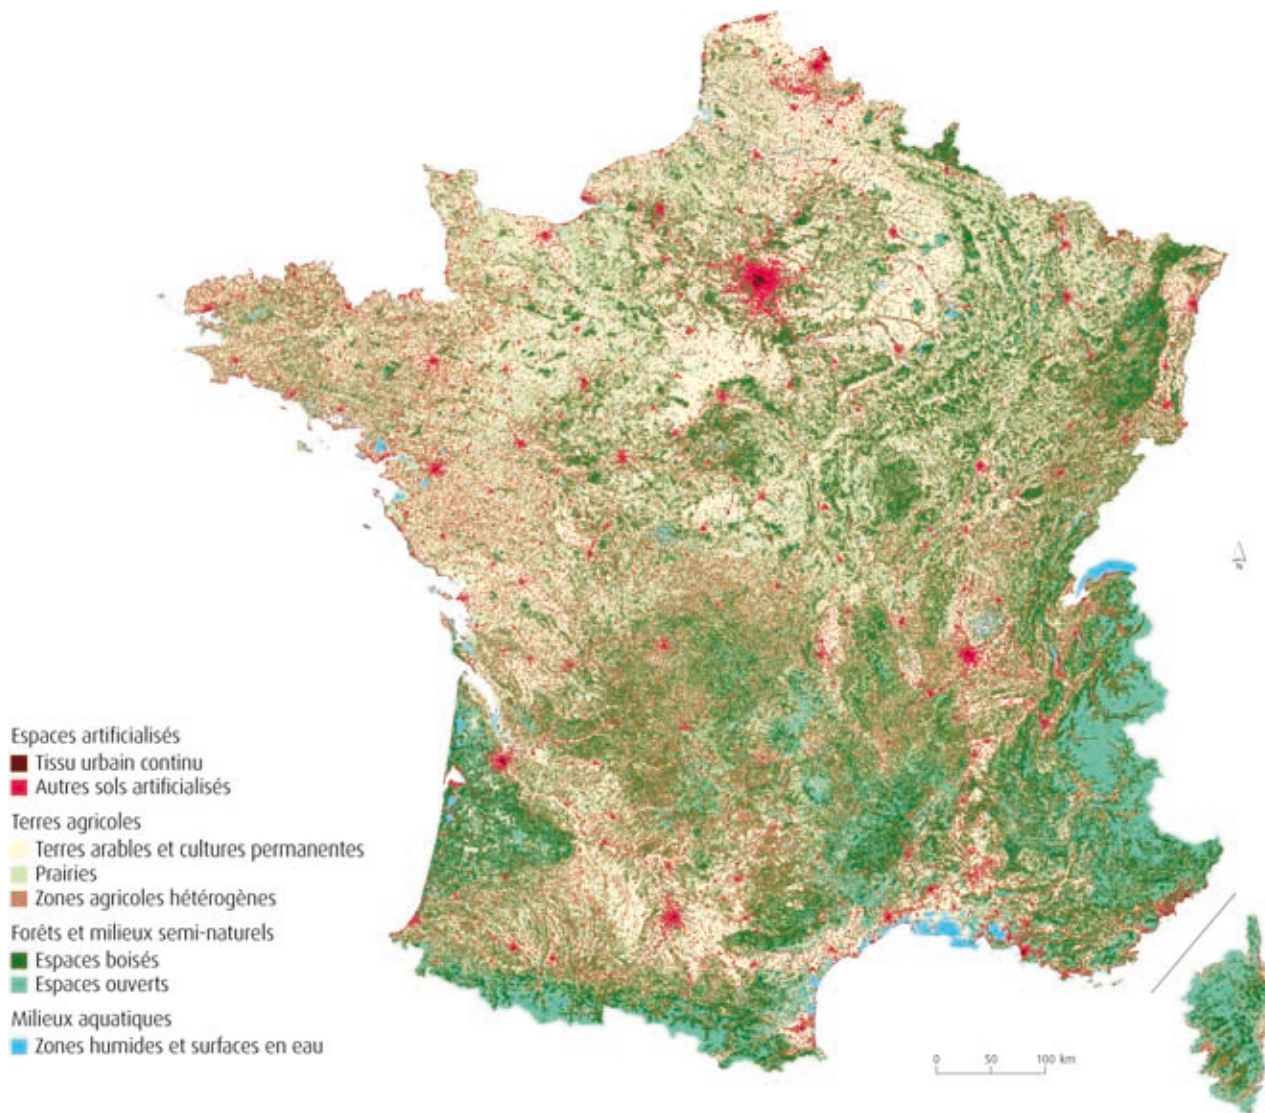 Espaces artificialisés
Tissu urbain continu
Autres sols artificialisés
Terres agricoles
Terres arables et cultures permanentes
Prairies
Zones agricoles hétérogènes
Forêts et milieux semi-naturels
Espaces boisés
Espaces ouverts
Milieux aquatiques
Zones humides et surfaces en eau
N
0 50 100 km